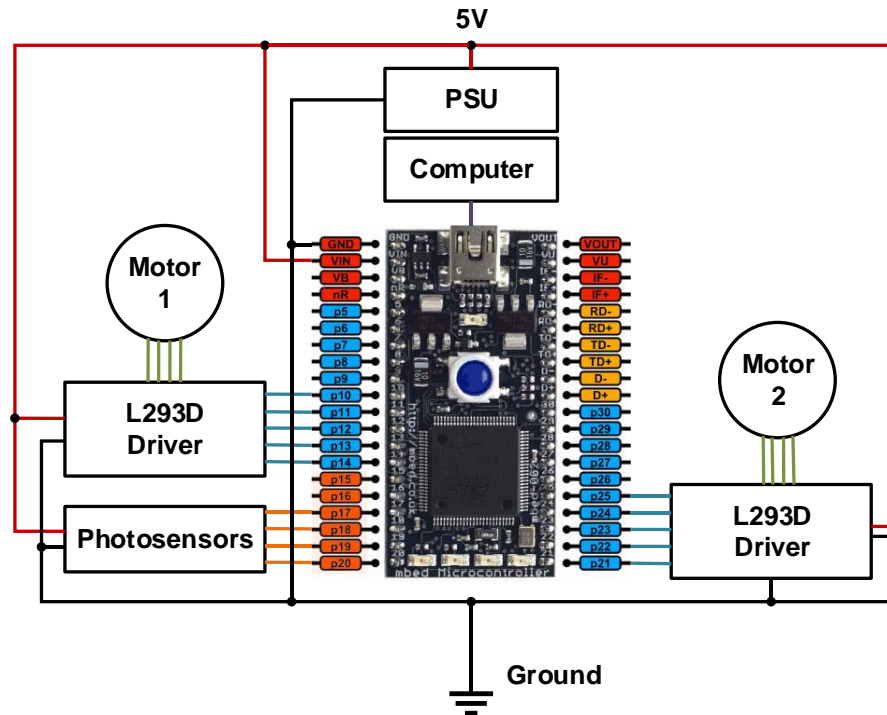 5V
PSU
Computer
Motor
1
L293D
Driver
Photosensors
GND
VIN
VB
nR
p5
p6
p7
p8
p9
p10
p11
p12
p13
p14
p15
p16
p17
p18
p19
p20
VOUT
VU
IF-
IF+
RD-
RD+
TD-
TD+
D-
D+
p30
p29
p28
p27
p26
p25
p24
p23
p22
p21
Motor
2
L293D
Driver
mbed Microcontroller
Ground